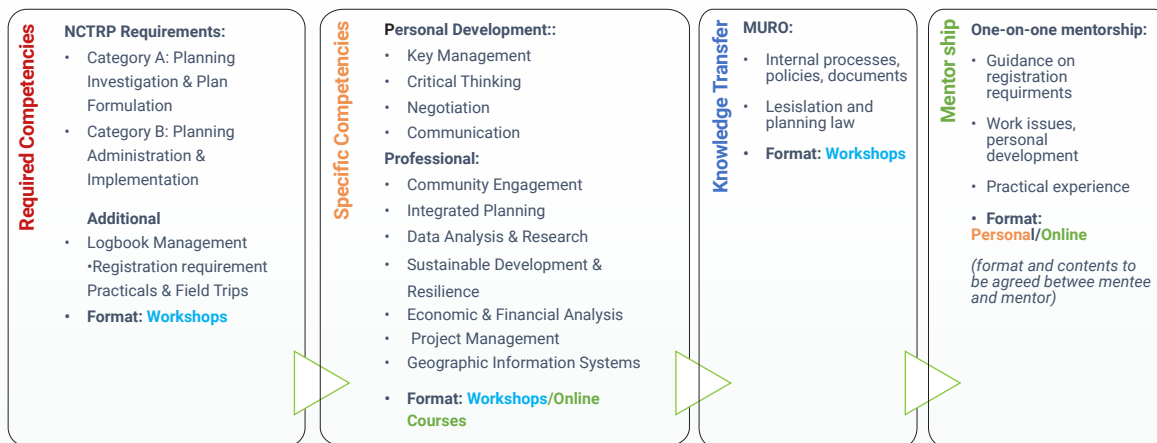 Required Competencies
NCTRP Requirements:
• Category A: Planning
Investigation & Plan
Formulation
• Category B: Planning
Administration &
Implementation
Additional
• Logbook Management
•Registration requirement
Practicals & Field Trips
• Format: Workshops
Specific Competencies
Personal Development::
• Key Management
• Critical Thinking
• Negotiation
• Communication
Professional:
• Community Engagement
• Integrated Planning
• Data Analysis & Research
• Sustainable Development &
Resilience
• Economic & Financial Analysis
• Project Management
• Geographic Information Systems
• Format: Workshops/Online
Courses
Knowledge Transfer
MURO:
• Internal processes,
policies, documents
• Lesislation and
planning law
• Format: Workshops
Mentor ship
One-on-one mentorship:
• Guidance on
registration
requirments
• Work issues,
personal
development
• Practical experience
• Format:
Personal/Online
(format and contents to
be agreed betwee mentee
and mentor)